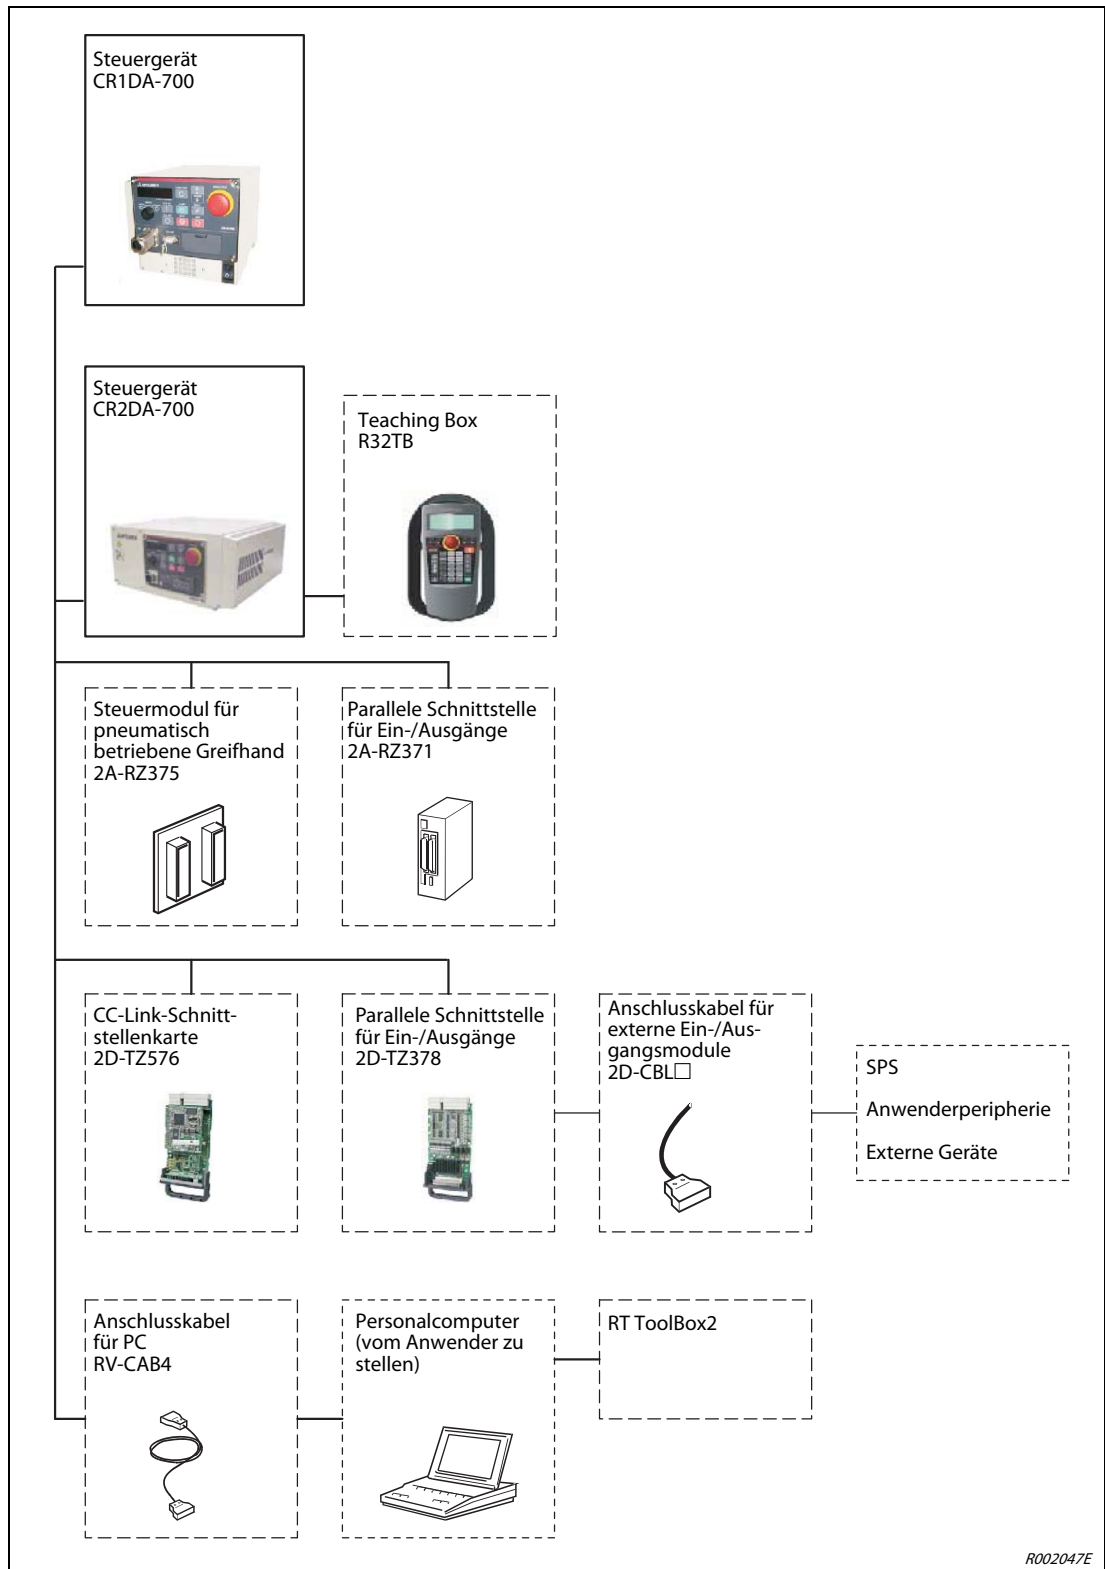 Steuergerät
CR1DA-700
Steuergerät
CR2DA-700
Teaching Box
R32TB
Steuermodul für
pneumatisch
betriebene Greifhand
2A-RZ375
Parallele Schnittstelle
für Ein-/Ausgänge
2A-RZ371
CC-Link-Schnitt-
stellenkarte
2D-TZ576
Parallele Schnittstelle
für Ein-/Ausgänge
2D-TZ378
Anschlusskabel für
externe Ein-/Aus-
gangsmodule
2D-CBL□
SPS
Anwenderperipherie
Externe Geräte
Anschlusskabel
für PC
RV-CAB4
Personalcomputer
(vom Anwender zu
stellen)
RT ToolBox2
R002047E